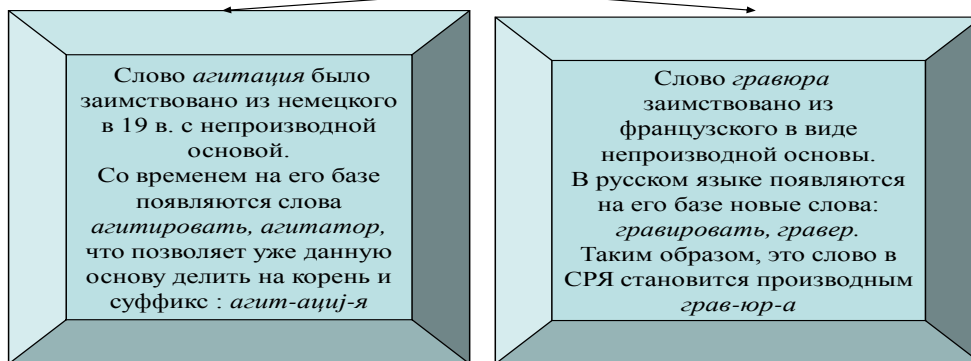 Слово агитация было
заимствовано из немецкого
в 19 в. с непроизводной
основой.
Со временем на его базе
появляются слова
агитировать, агитатор,
что позволяет уже данную
основу делить на корень и
суффикс : агит-ациj-я
Слово гравюра
заимствовано из
французского в виде
непроизводной основы.
В русском языке появляются
на его базе новые слова:
гравировать, гравер.
Таким образом, это слово в
СРЯ становится производным
грав-юр-а